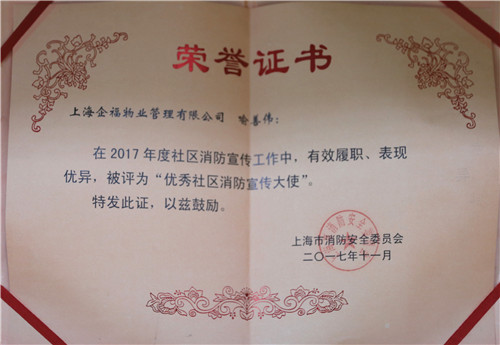 荣誉证书
上海企福物业管理有限公司 喻善伟:
在2017年度社区消防宣传工作中,有效履职、表现
优异,被评为“优秀社区消防宣传大使”。
特发此证,以兹鼓励。
上海市消防安全委员会
二〇一七年十一月